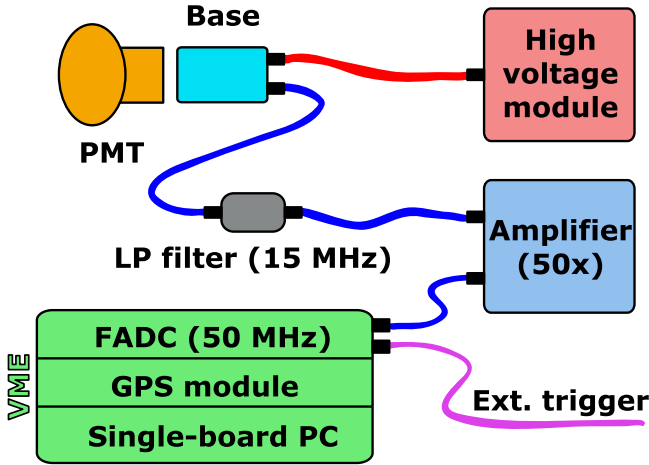 Base
High
voltage
module
PMT
LP filter (15 MHz)
Amplifier
(50x)
VME
FADC (50 MHz)
GPS module
Single-board PC
Ext. trigger